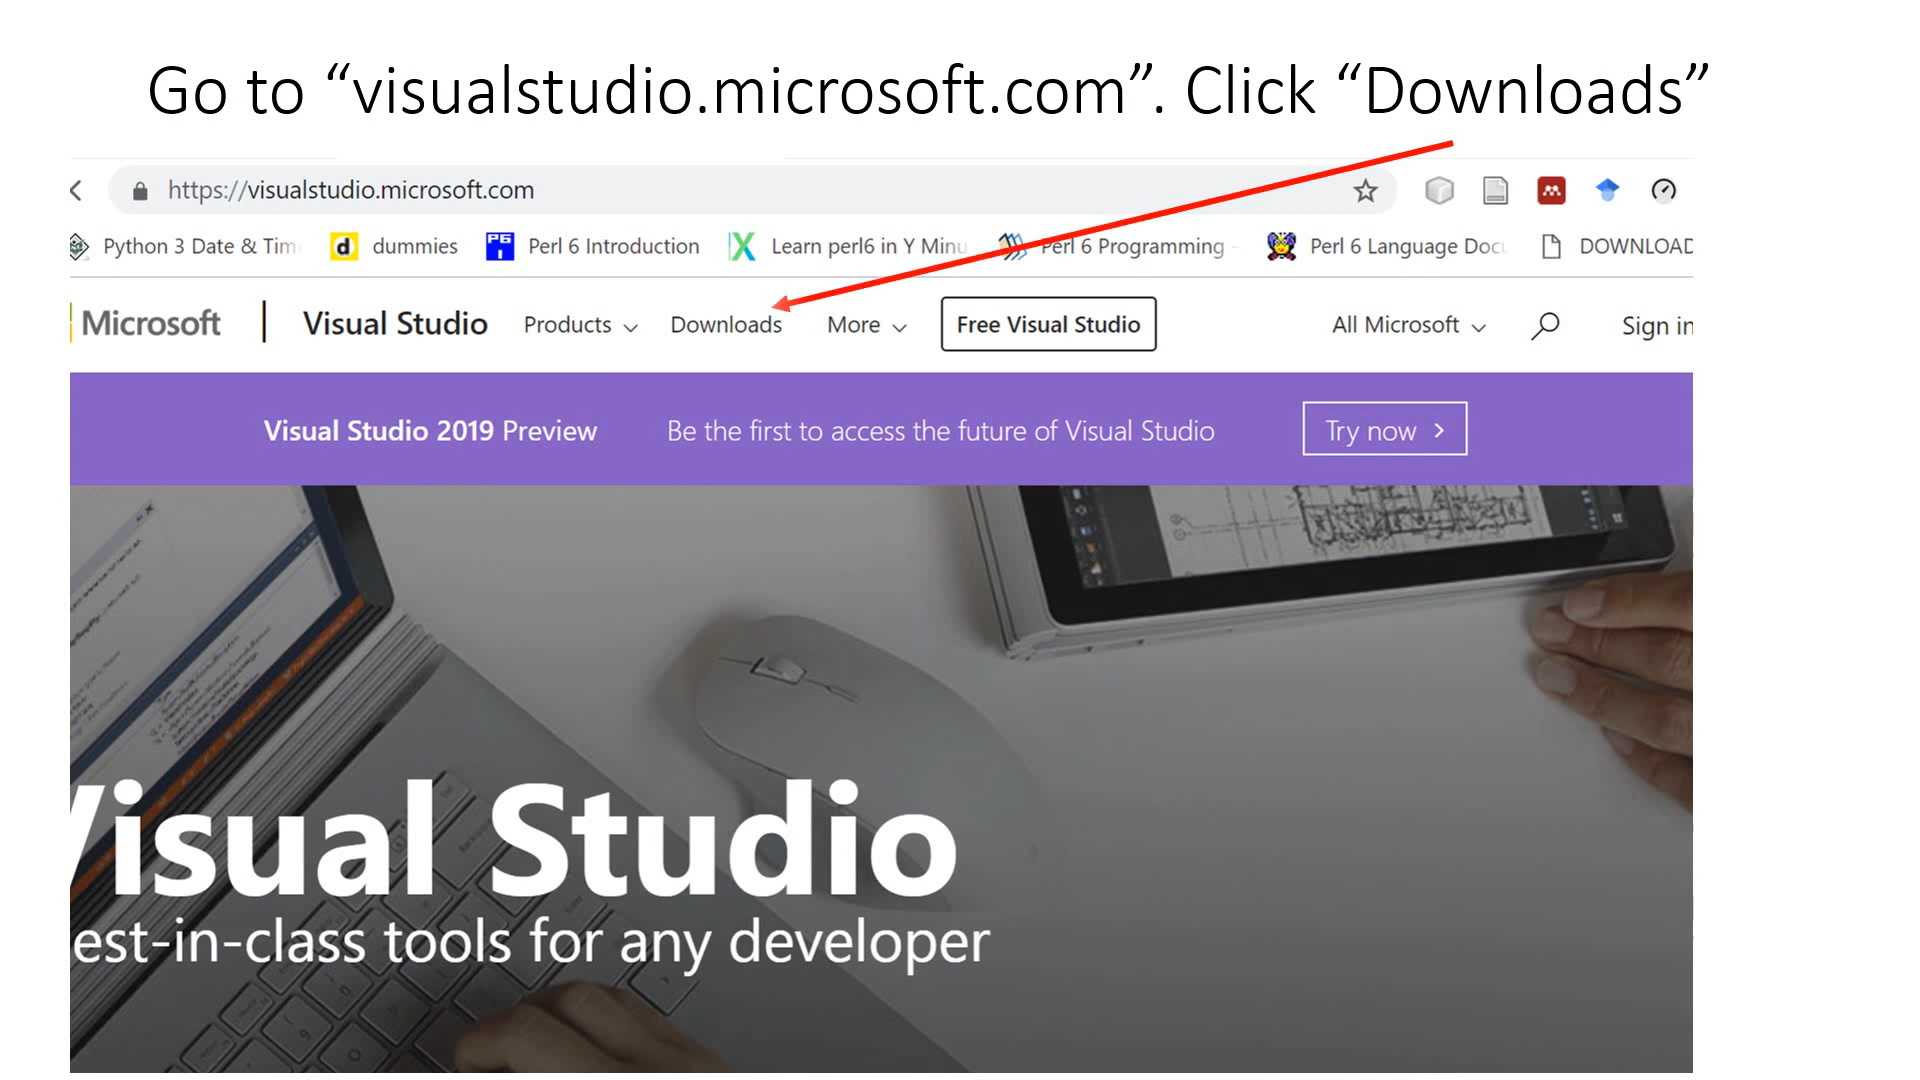 Go to “visualstudio.microsoft.com”. Click “Downloads”
https://visualstudio.microsoft.com
Python 3 Date & Tim dummies Perl 6 Introduction Learn perl6 in Y Minu Perl 6 Programming - Perl 6 Language Doc DOWNLOAD
Microsoft | Visual Studio Products Downloads More Free Visual Studio All Microsoft Sign in
Visual Studio 2019 Preview Be the first to access the future of Visual Studio Try now >
Visual Studio
est-in-class tools for any developer